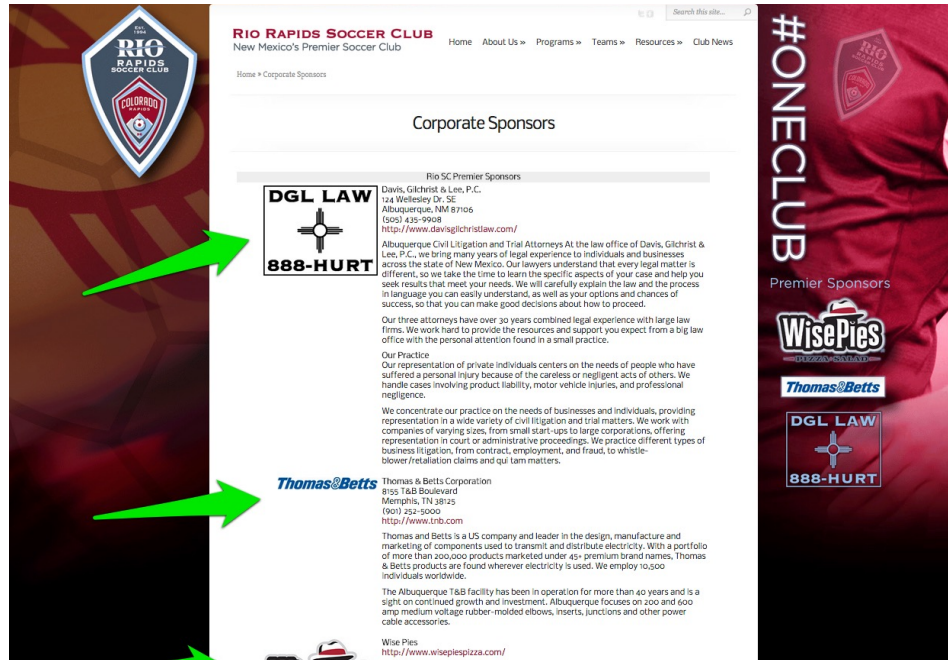 EST.
1994
RIO
RAPIDS
SOCCER CLUB
COLORADO
RAPIDS
Search this site...
RIO RAPIDS SOCCER CLUB
New Mexico's Premier Soccer Club
Home About Us » Programs » Teams » Resources » Club News
Home » Corporate Sponsors
Corporate Sponsors
Rio SC Premier Sponsors
DGL LAW
888-HURT
Davis, Gilchrist & Lee, P.C.
124 Wellesley Dr. SE
Albuquerque, NM 87106
(505) 435-9908
http://www.davisgilchristlaw.com/
Albuquerque Civil Litigation and Trial Attorneys At the law office of Davis, Gilchrist &
Lee, P.C., we bring many years of legal experience to individuals and businesses
across the state of New Mexico. Our lawyers understand that every legal matter is
different, so we take the time to learn the specific aspects of your case and help you
seek results that meet your needs. We will carefully explain the law and the process
in language you can easily understand, as well as your options and chances of
success, so that you can make good decisions about how to proceed.
Our three attorneys have over 30 years combined legal experience with large law
firms. We work hard to provide the resources and support you expect from a big law
office with the personal attention found in a small practice.
Our Practice
Our representation of private individuals centers on the needs of people who have
suffered a personal injury because of the careless or negligent acts of others. We
handle cases involving product liability, motor vehicle injuries, and professional
negligence.
We concentrate our practice on the needs of businesses and individuals, providing
representation in a wide variety of civil litigation and trial matters. We work with
companies of varying sizes, from small start-ups to large corporations, offering
representation in court or administrative proceedings. We practice different types of
business litigation, from contract, employment, and fraud, to whistle-
blower/retaliation claims and qui tam matters.
Thomas&Betts
Thomas & Betts Corporation
8155 T&B Boulevard
Memphis, TN 38125
(901) 252-5000
http://www.tnb.com
Thomas and Betts is a US company and leader in the design, manufacture and
marketing of components used to transmit and distribute electricity. With a portfolio
of more than 200,000 products marketed under 45+ premium brand names, Thomas
& Betts products are found wherever electricity is used. We employ 10,500
individuals worldwide.
The Albuquerque T&B facility has been in operation for more than 40 years and is a
sight on continued growth and investment. Albuquerque focuses on 200 and 600
amp medium voltage rubber-molded elbows, inserts, junctions and other power
cable accessories.
Wise Pies
http://www.wisepiespizza.com/
#ONECLUB
RIO
RAPIDS
Premier Sponsors
WisePies
PIZZA & SALAD
Thomas&Betts
DGL LAW
888-HURT